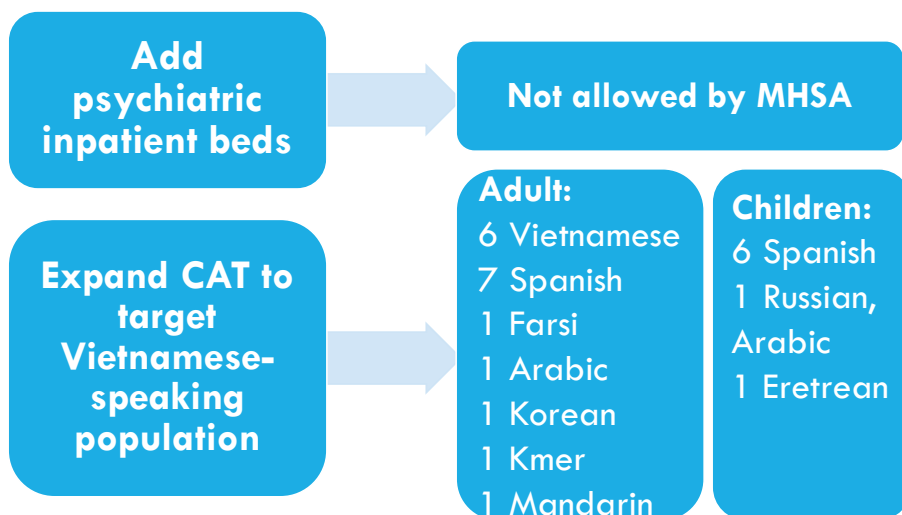 Add
psychiatric
inpatient beds
Not allowed by MHSA
Expand CAT to
target
Vietnamese-
speaking
population
Adult:
6 Vietnamese
7 Spanish
1 Farsi
1 Arabic
1 Korean
1 Kmer
1 Mandarin
Children:
6 Spanish
1 Russian,
Arabic
1 Eretrean